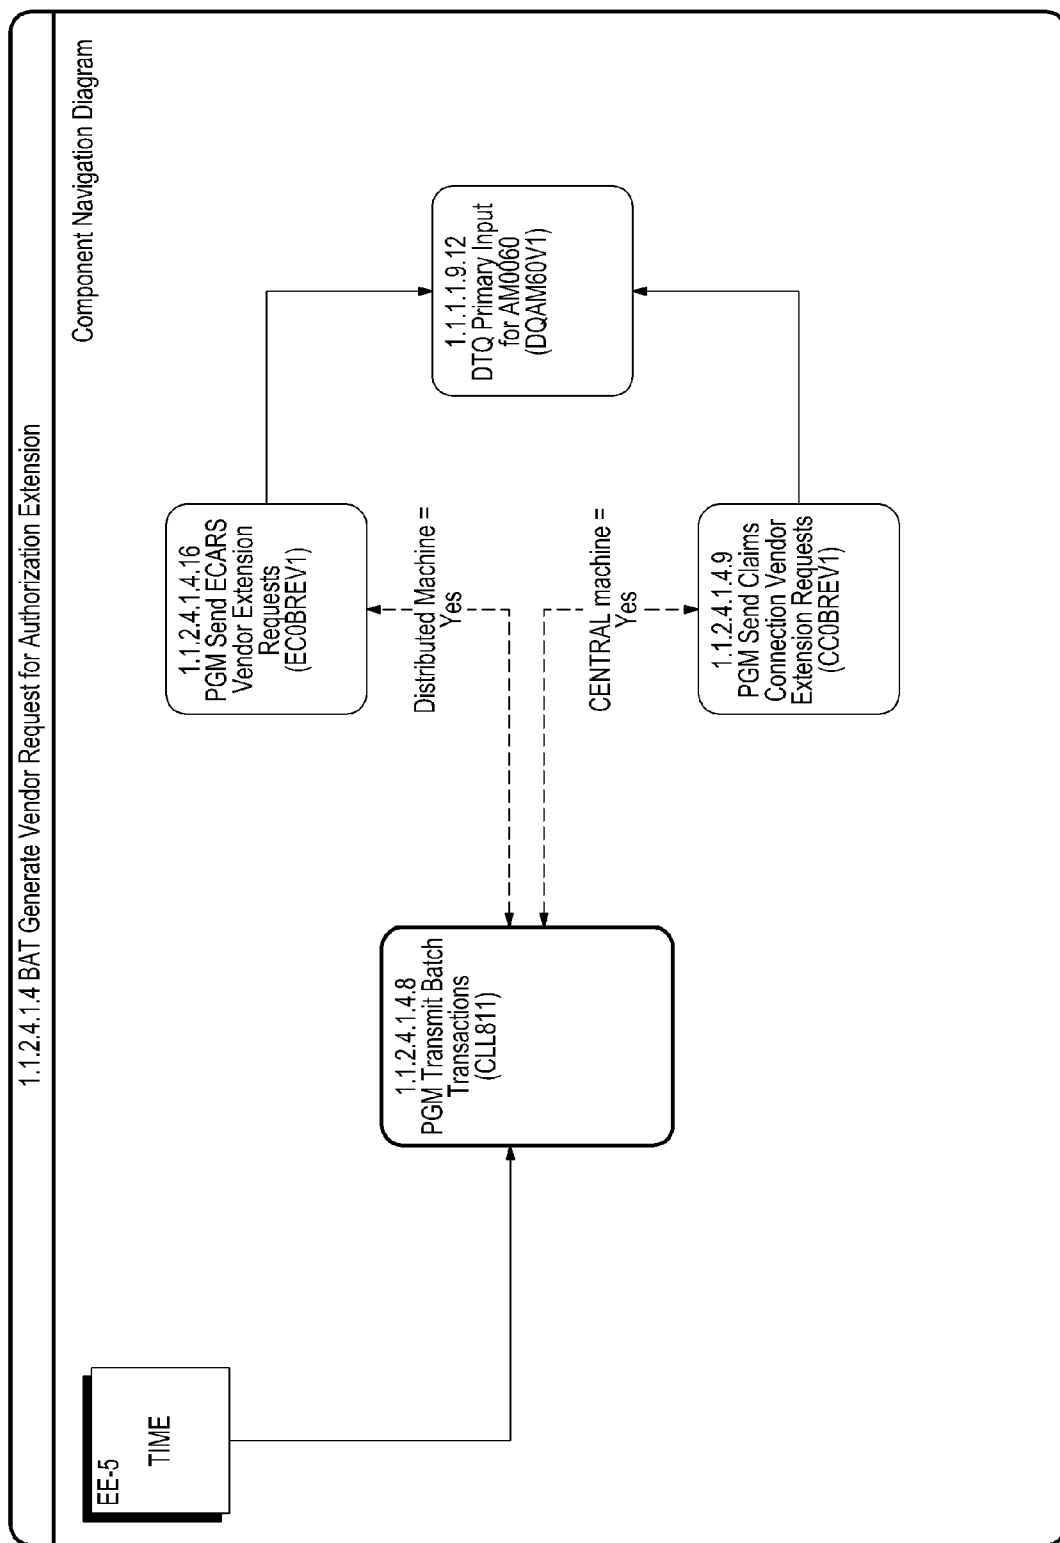 1.1.2.4.1.4 BAT Generate Vendor Request for Authorization Extension
Component Navigation Diagram
EE-5
TIME
1.1.2.4.1.4.8
PGM Transmit Batch
Transactions
(CLL811)
1.1.2.4.1.4.16
PGM Send ECARS
Vendor Extension
Requests
(EC0BREV1)
Distributed Machine =
Yes
CENTRAL machine =
Yes
1.1.2.4.1.4.9
PGM Send Claims
Connection Vendor
Extension Requests
(CC0BREV1)
1.1.1.1.9.12
DTQ Primary Input
for AM0060
(DQAM60V1)